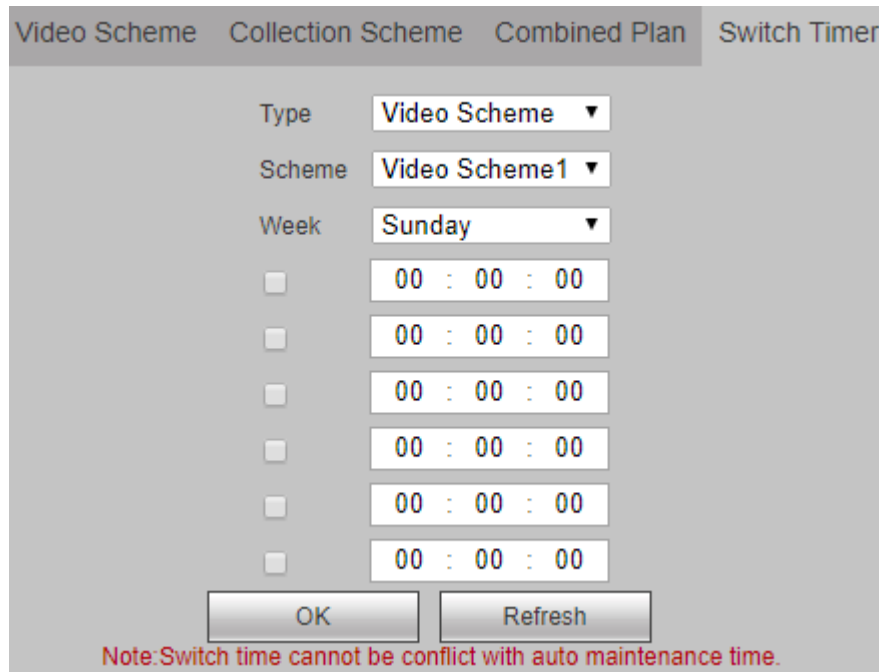 Video Scheme Collection Scheme Combined Plan Switch Timer
Type Video Scheme
Scheme Video Scheme1
Week Sunday
00 : 00 : 00
00 : 00 : 00
00 : 00 : 00
00 : 00 : 00
00 : 00 : 00
00 : 00 : 00
OK Refresh
Note:Switch time cannot be conflict with auto maintenance time.